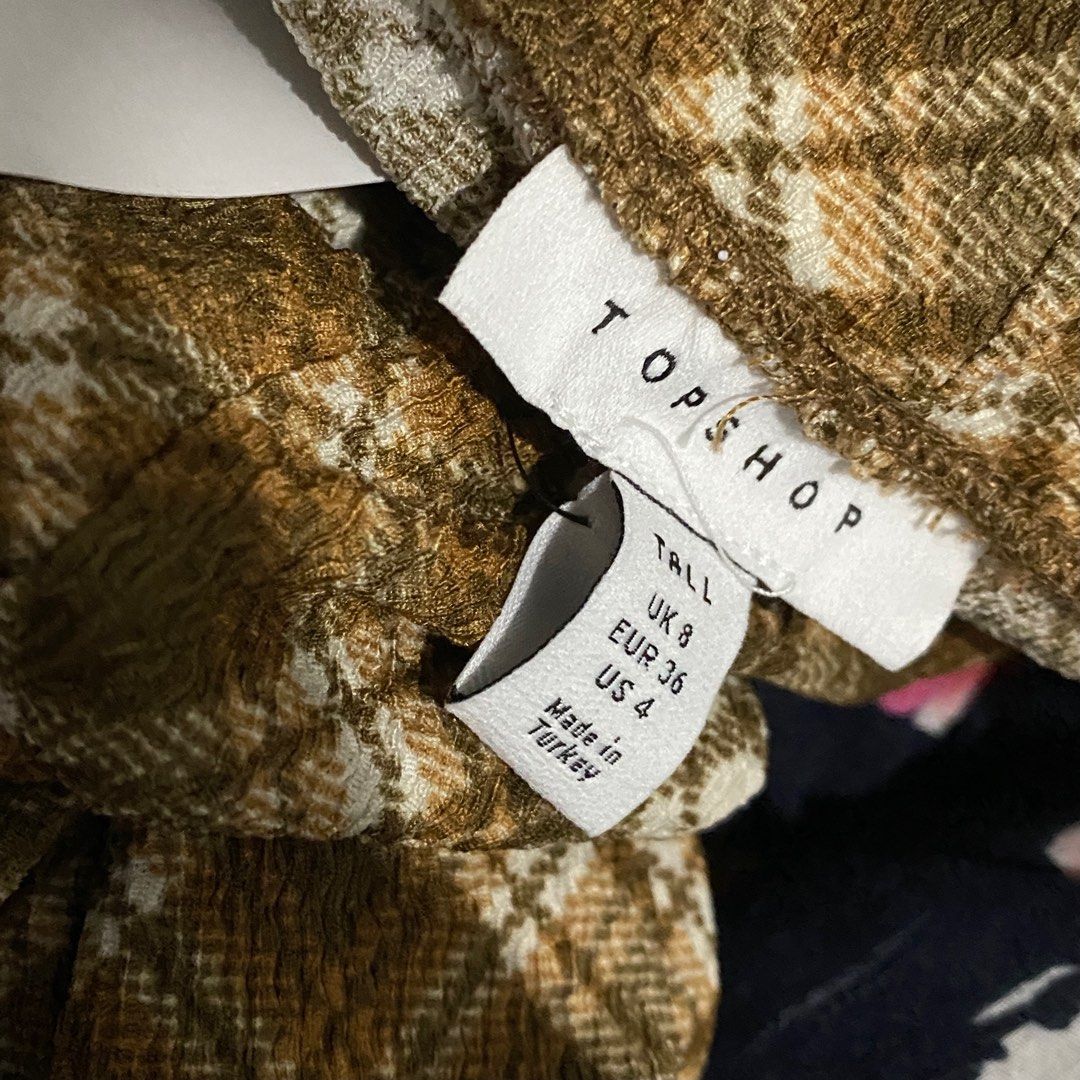 TOPSHOP
TALL
UK 8
EUR 36
US 4
Made in
Turkey